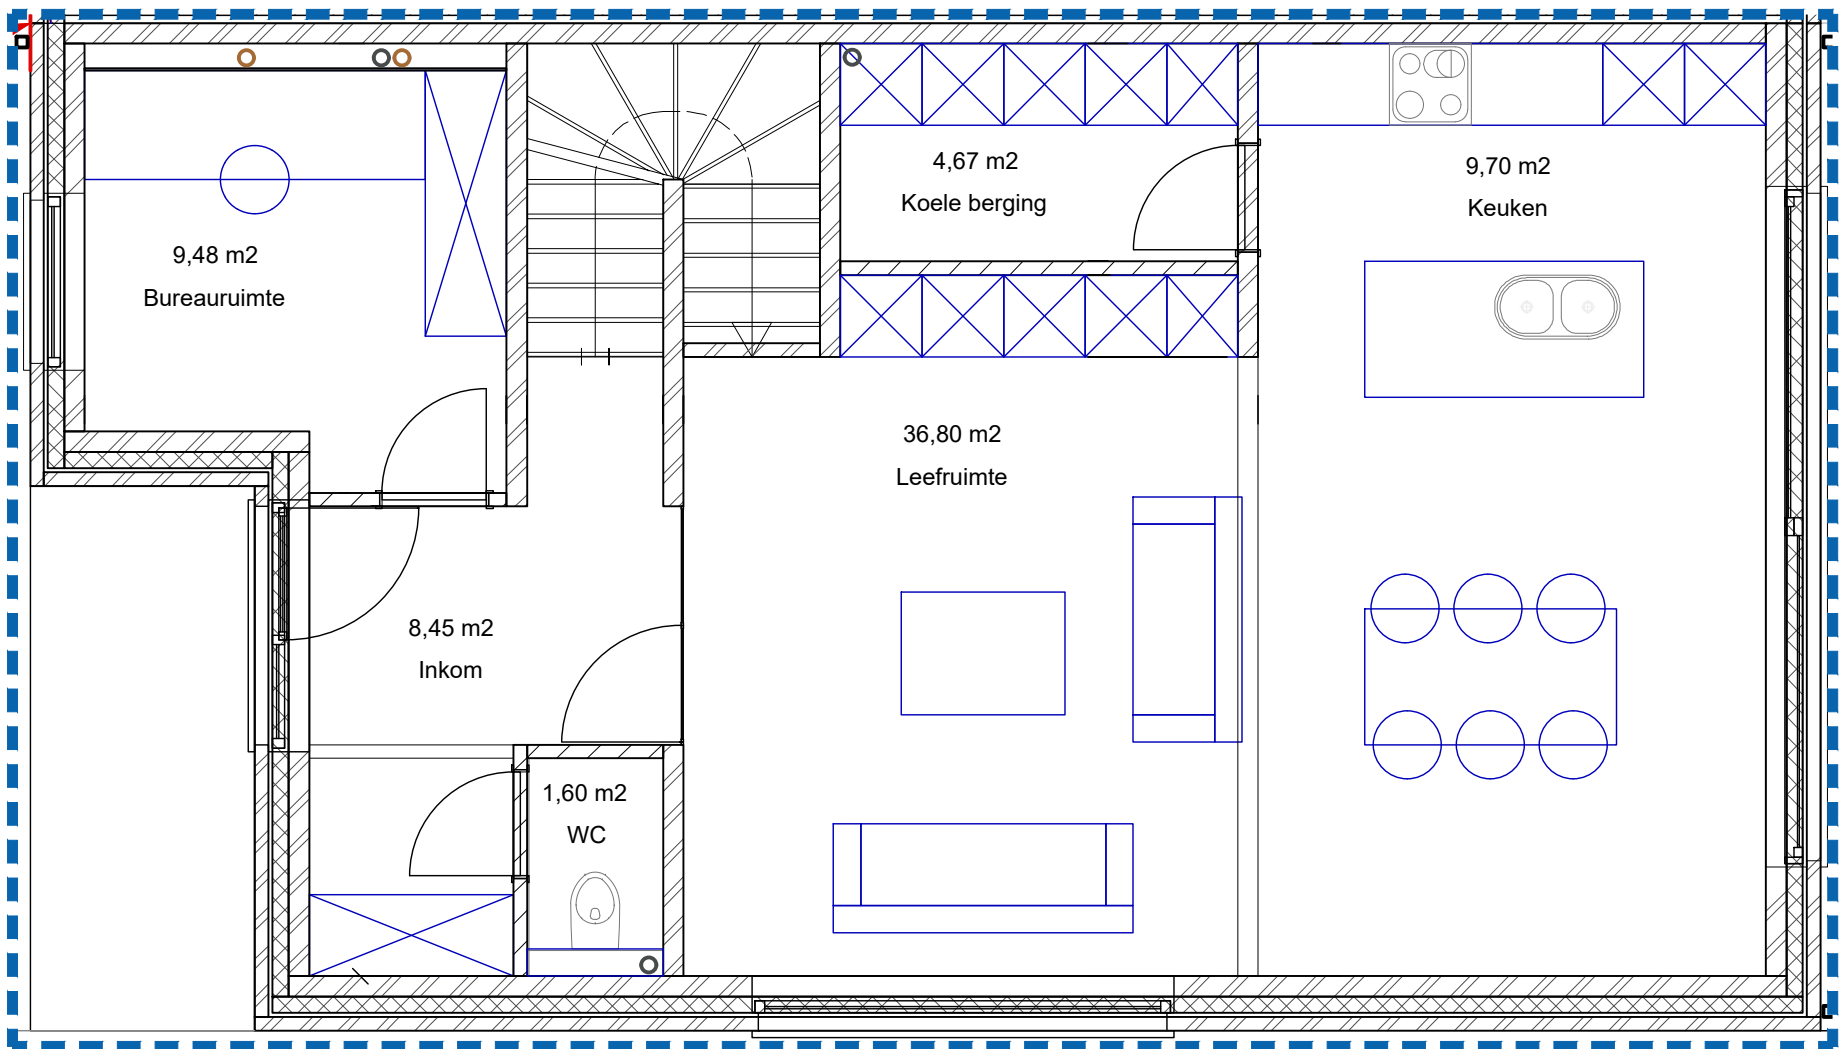 4,67 m2
Koele berging
9,70 m2
Keuken
9,48 m2
Bureauruimte
36,80 m2
Leefruimte
8,45 m2
Inkom
1,60 m2
WC